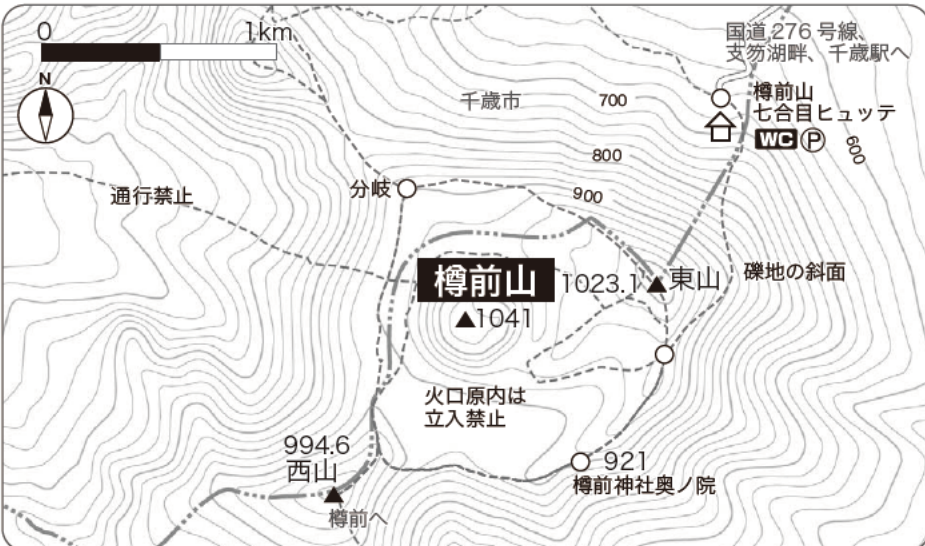 0 1km
N
国道 276 号線、
支笏湖畔、千歳駅へ
千歳市
700
樽前山
七合目ヒュッテ
WC P
600
800
900
分岐
通行禁止
樽前山
1041
1023.1
東山
礫地の斜面
火口原内は
立入禁止
994.6
西山
921
樽前神社奥ノ院
樽前へ